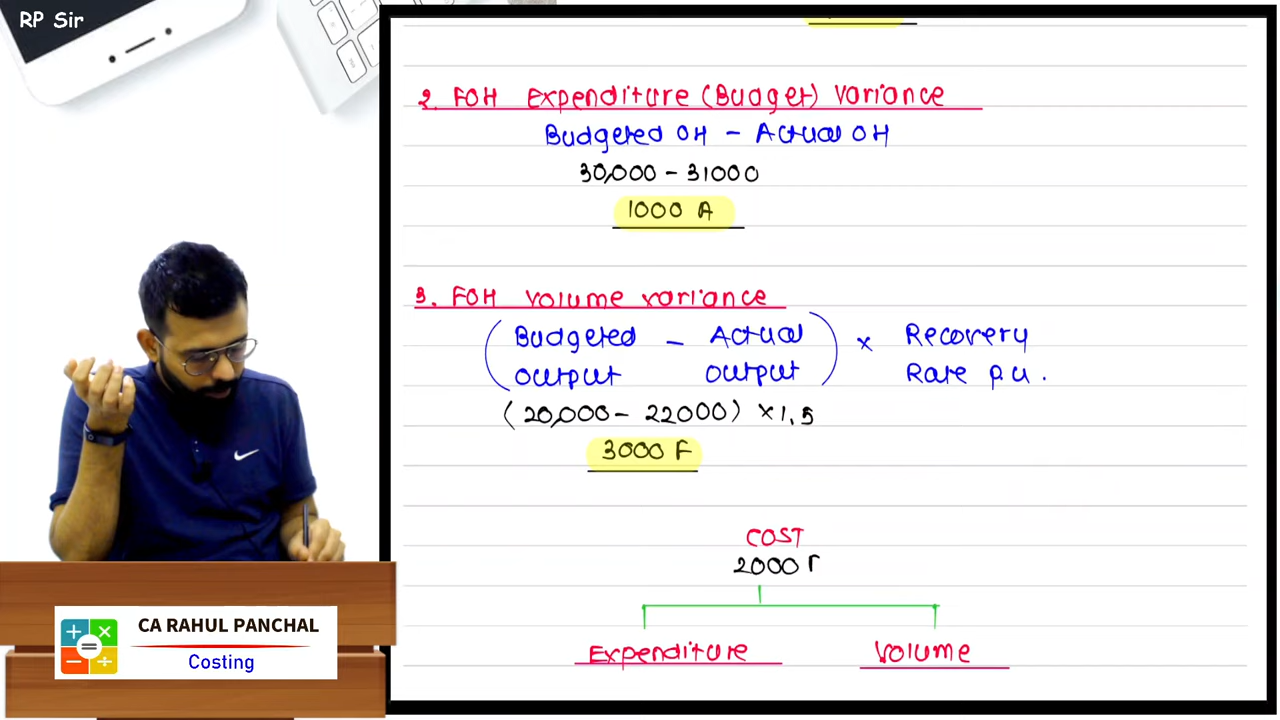 RP Sir
2. FOH Expenditure (Budget) Variance
Budgeted OH - Actual OH
30,000 - 31000
1000 A
3. FOH Volume variance
(Budgeted output - Actual output) × Recovery Rate p.u.
(20,000 - 22000) × 1.5
3000 F
COST
2000 F
Expenditure Volume
CA RAHUL PANCHAL
Costing